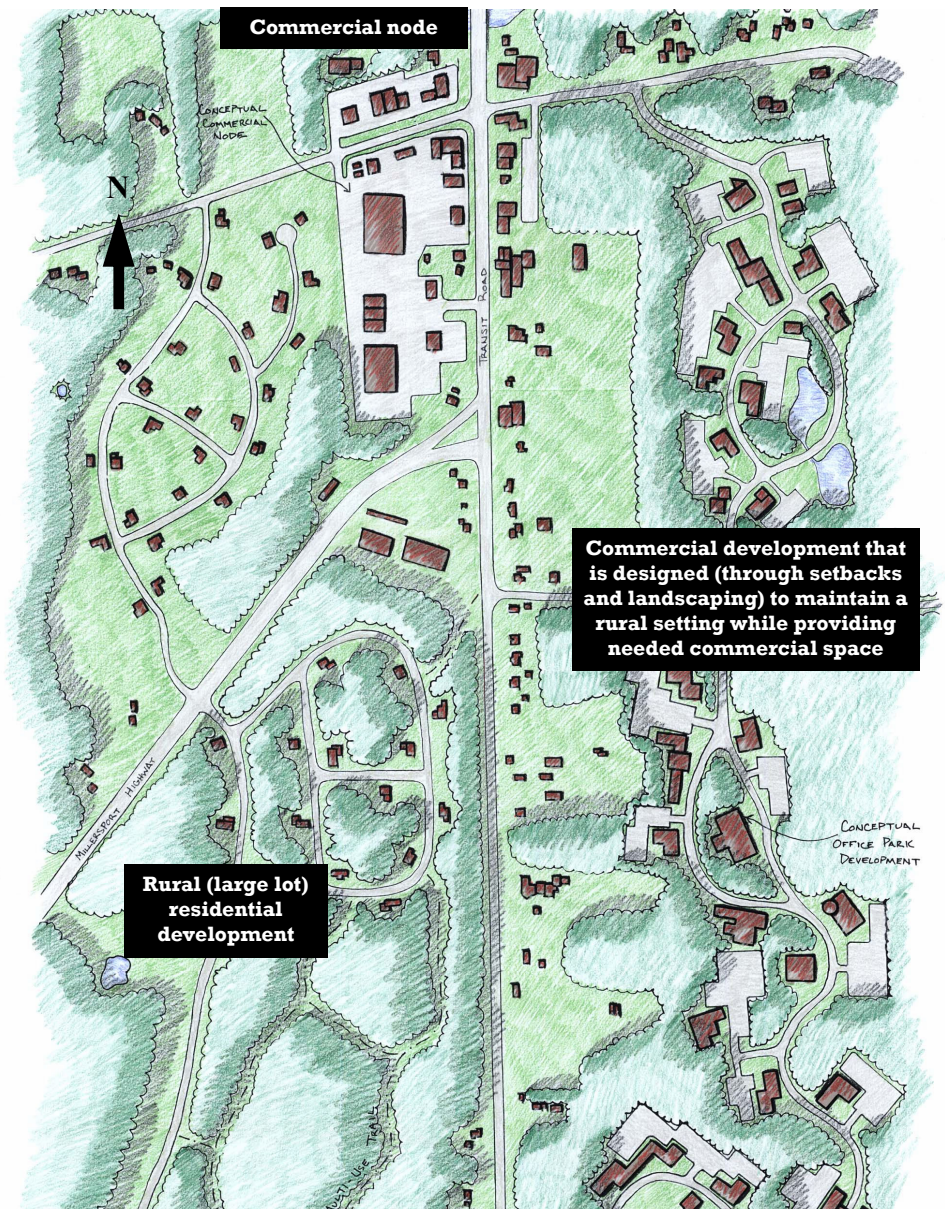 Commercial node
CONCEPTUAL
COMMERCIAL
NODE
N
TRANSIT ROAD
Commercial development that
is designed (through setbacks
and landscaping) to maintain a
rural setting while providing
needed commercial space
MILLERSPORT HIGHWAY
CONCEPTUAL
OFFICE PARK
DEVELOPMENT
Rural (large lot)
residential
development
USE TRAIL